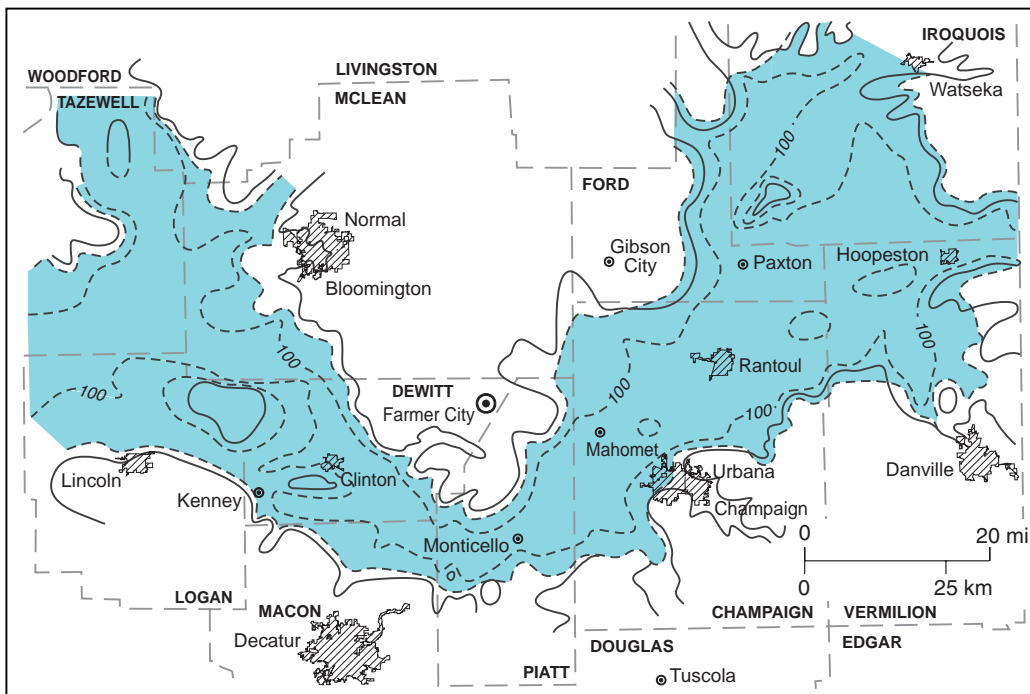 IROQUOIS
WOODFORD
LIVINGSTON
TAZEWELL
MCLEAN
Watseka
100
100
FORD
Normal
Gibson
City
Paxton
Hoopeston
Bloomington
100
100
100
Rantoul
100
DEWITT
Farmer City
100
Mahomet
Lincoln
Clinton
Urbana
Danville
Kenney
Champaign
0
20 mi
Monticello
0
25 km
LOGAN
MACON
CHAMPAIGN
VERMILION
Decatur
DOUGLAS
EDGAR
PIATT
Tuscola